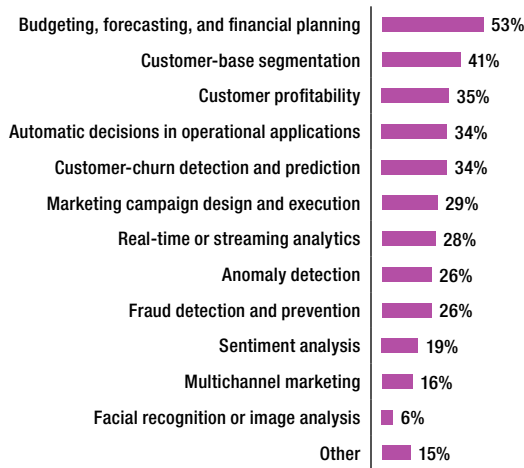 Budgeting, forecasting, and financial planning 53%
Customer-base segmentation 41%
Customer profitability 35%
Automatic decisions in operational applications 34%
Customer-churn detection and prediction 34%
Marketing campaign design and execution 29%
Real-time or streaming analytics 28%
Anomaly detection 26%
Fraud detection and prevention 26%
Sentiment analysis 19%
Multichannel marketing 16%
Facial recognition or image analysis 6%
Other 15%